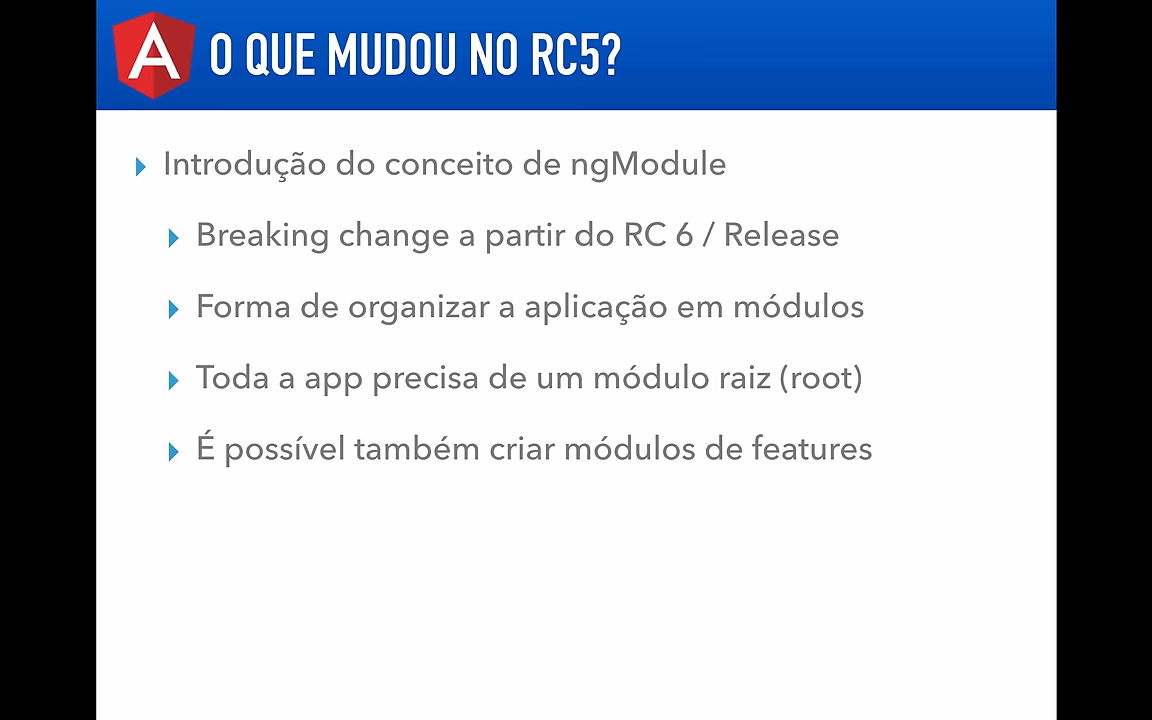 O QUE MUDOU NO RC5?
Introdução do conceito de ngModule
Breaking change a partir do RC 6 / Release
Forma de organizar a aplicação em módulos
Toda a app precisa de um módulo raiz (root)
É possível também criar módulos de features